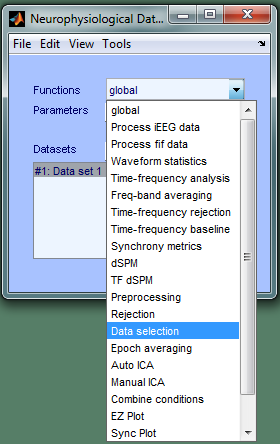 Neurophysiological Dat...
File Edit View Tools
Functions global
Parameters global
Process iEEG data
Process fif data
Datasets Waveform statistics
#1: Data set 1 Time-frequency analysis
Freq-band averaging
Time-frequency rejection
Time-frequency baseline
Synchrony metrics
dSPM
TF dSPM
Preprocessing
Rejection
Data selection
Epoch averaging
Auto ICA
Manual ICA
Combine conditions
EZ Plot
Sync Plot